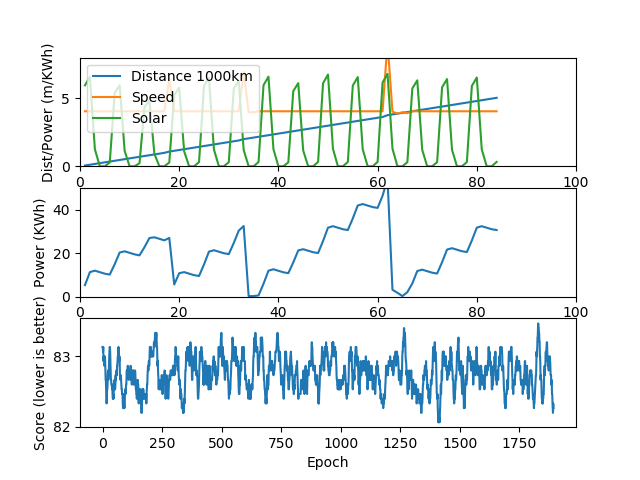 Dist/Power (m/KWh)
5
0
Distance 1000km
Speed
Solar
0 20 40 60 80 100
Power (KWh)
40
20
0
0 20 40 60 80 100
Score (lower is better)
83
82
0 250 500 750 1000 1250 1500 1750
Epoch